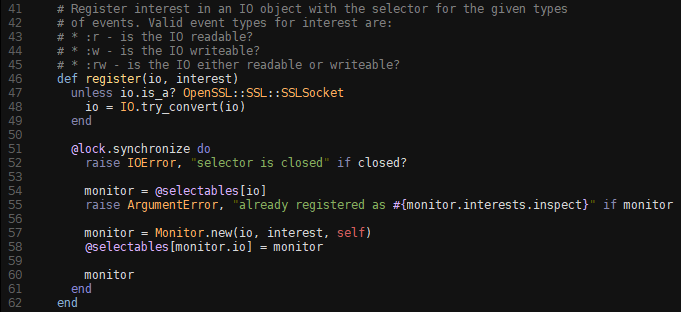 41 # Register interest in an IO object with the selector for the given types
42 # of events. Valid event types for interest are:
43 # * :r - is the IO readable?
44 # * :w - is the IO writeable?
45 # * :rw - is the IO either readable or writeable?
46 def register(io, interest)
47 unless io.is_a? OpenSSL::SSL::SSLSocket
48 io = IO.try_convert(io)
49 end
50
51 @lock.synchronize do
52 raise IOError, "selector is closed" if closed?
53
54 monitor = @selectables[io]
55 raise ArgumentError, "already registered as #{monitor.interests.inspect}" if monitor
56
57 monitor = Monitor.new(io, interest, self)
58 @selectables[monitor.io] = monitor
59
60 monitor
61 end
62 end